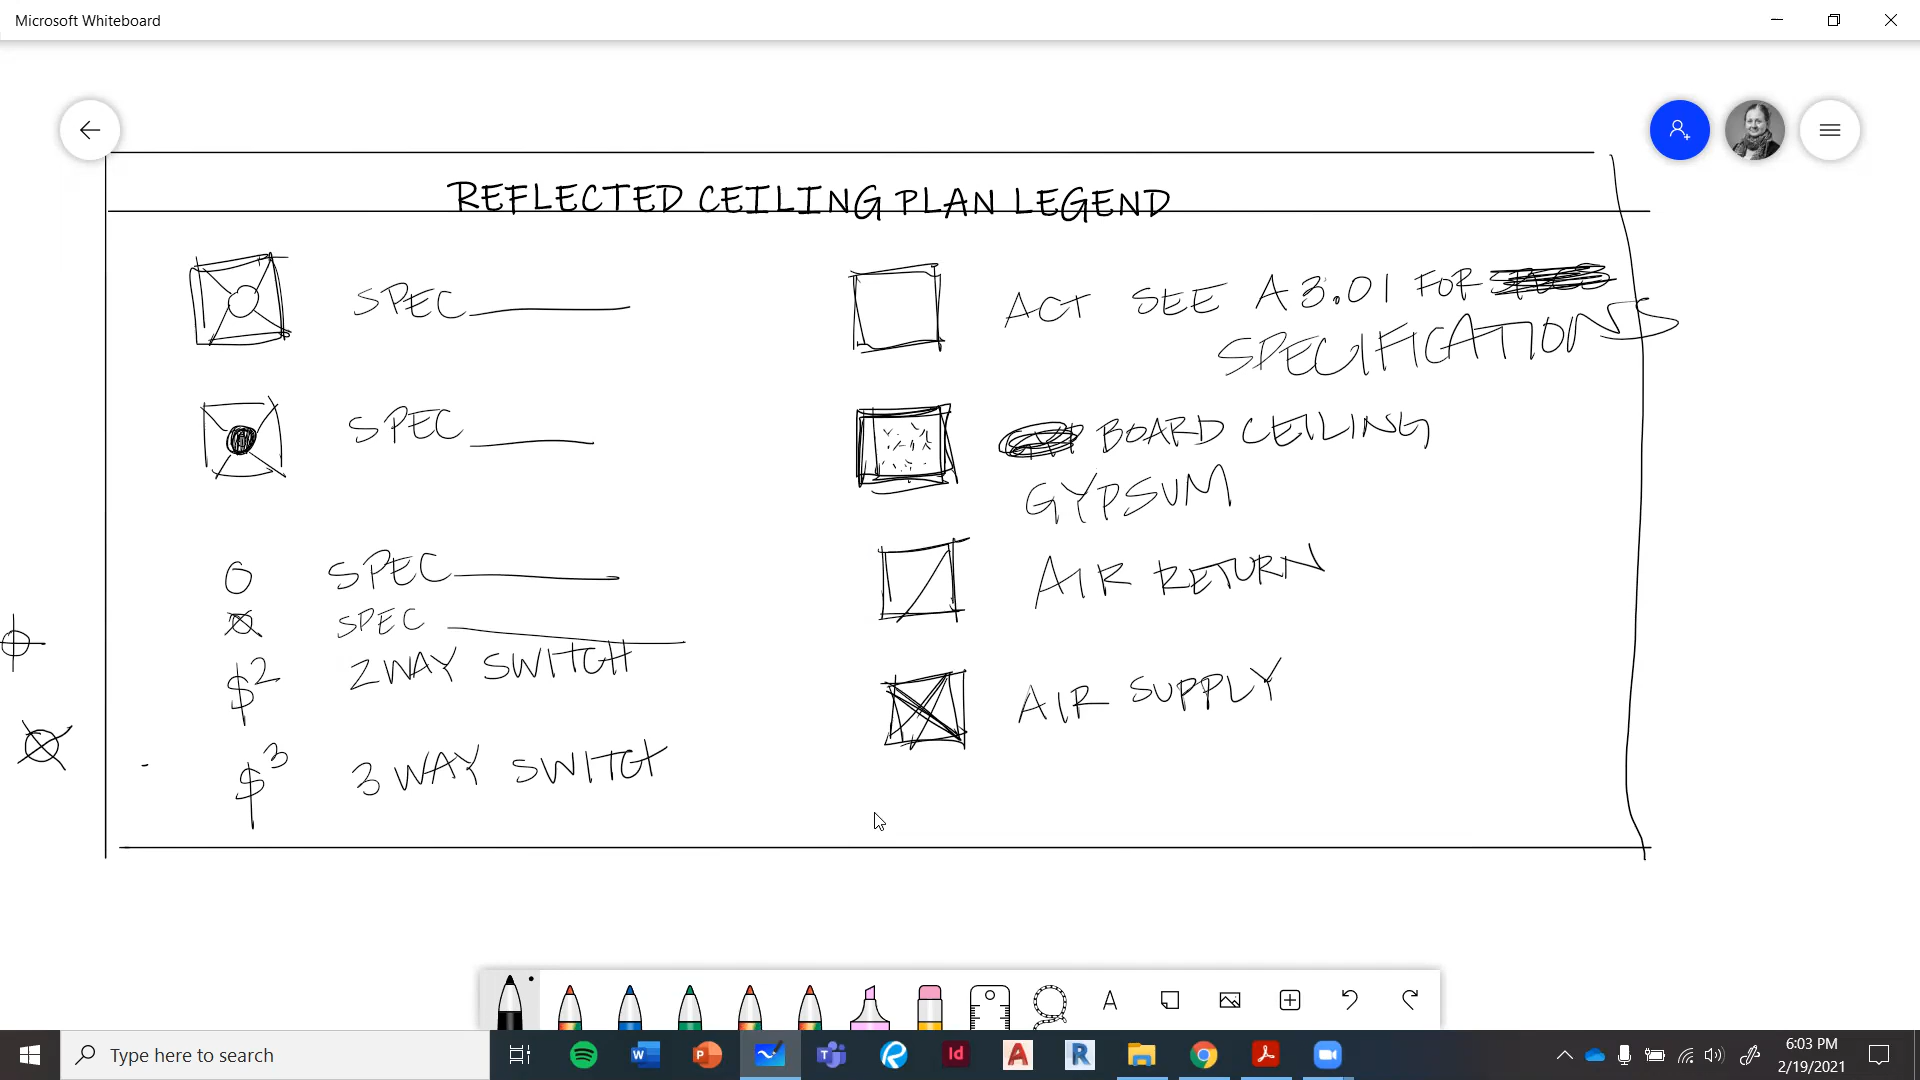 Microsoft Whiteboard
REFLECTED CEILING PLAN LEGEND
SPEC
SPEC
SPEC
SPEC
$2 2 WAY SWITCH
$3 3 WAY SWITCH
ACT SEE A3.01 FOR
SPECIFICATIONS
BOARD CEILING
GYPSUM
AIR RETURN
AIR SUPPLY
Type here to search
6:03 PM
2/19/2021